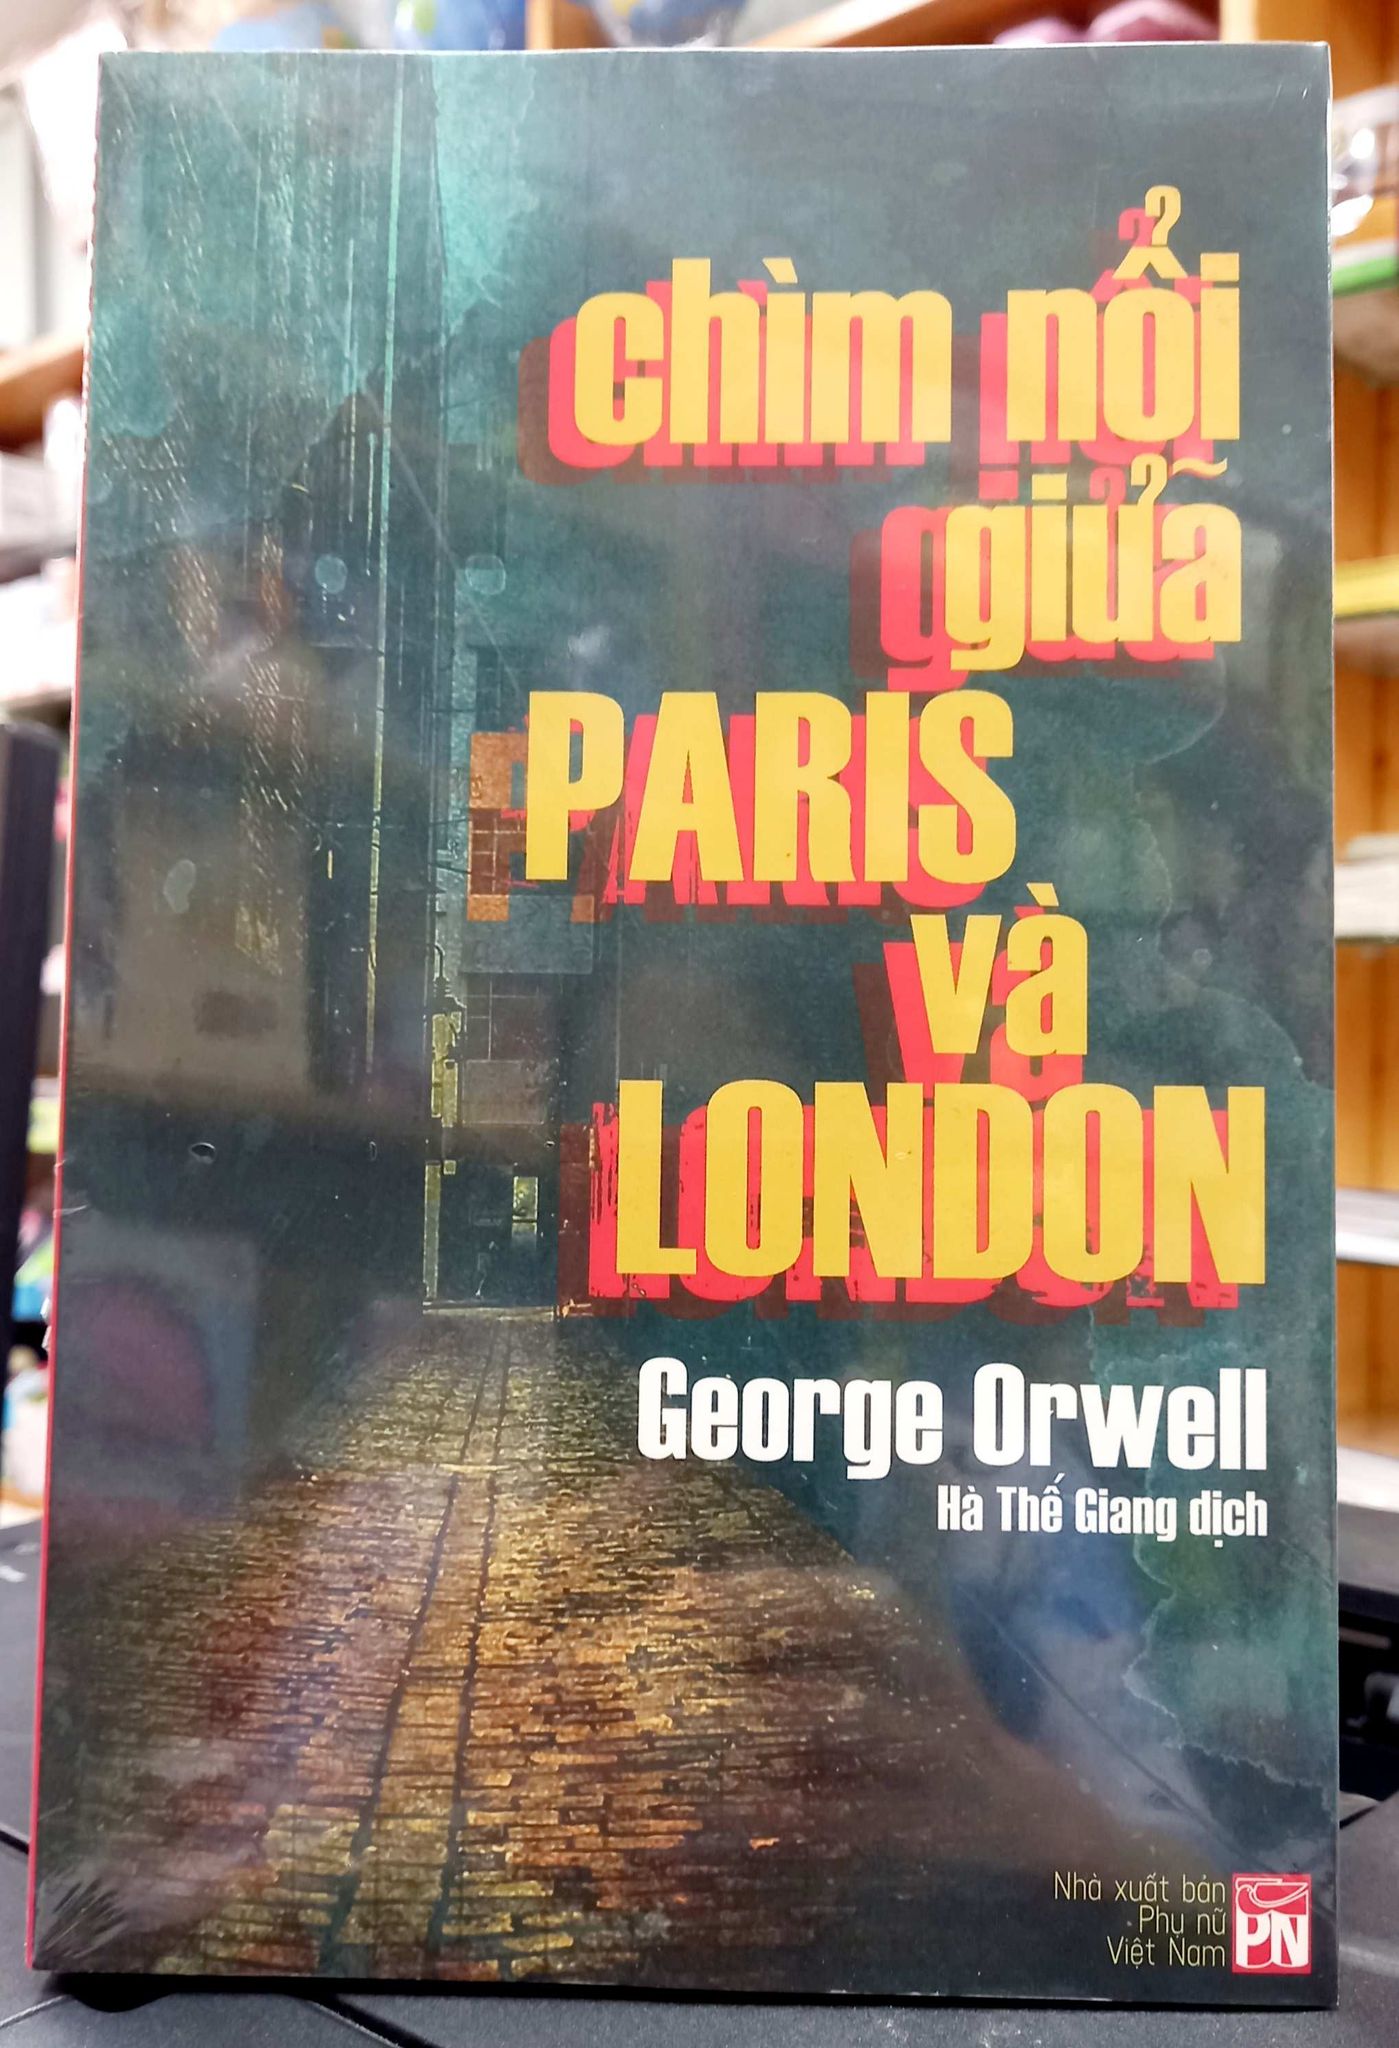 chìm nổi
giữa
PARIS
và
LONDON
George Orwell
Hà Thế Giang dịch
Nhà xuất bản
Phụ nữ
Việt Nam
PN